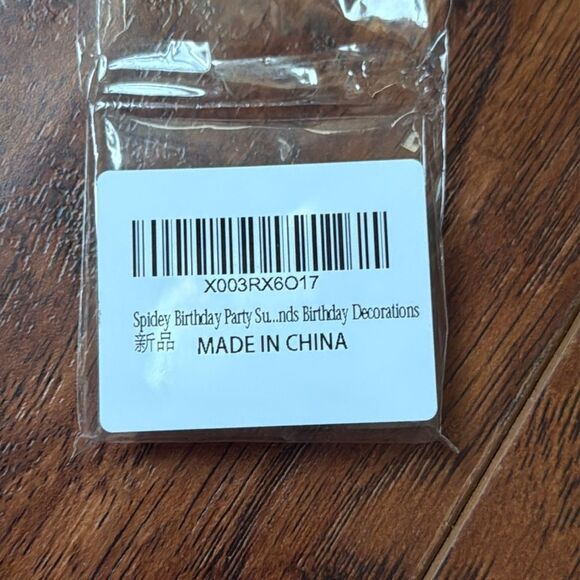 X003RX6O17
Spidey Birthday Party Su...nds Birthday Decorations
新品 MADE IN CHINA